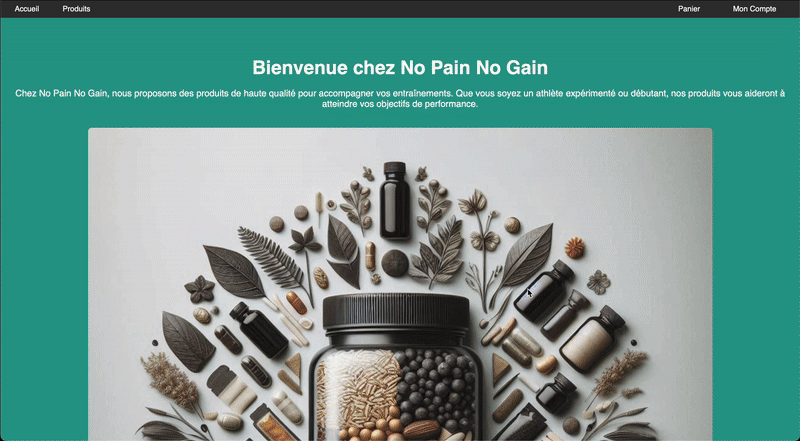 Accueil Produits Panier Mon Compte
Bienvenue chez No Pain No Gain
Chez No Pain No Gain, nous proposons des produits de haute qualité pour accompagner vos entraînements. Que vous soyez un athlète expérimenté ou débutant, nos produits vous aideront à
atteindre vos objectifs de performance.